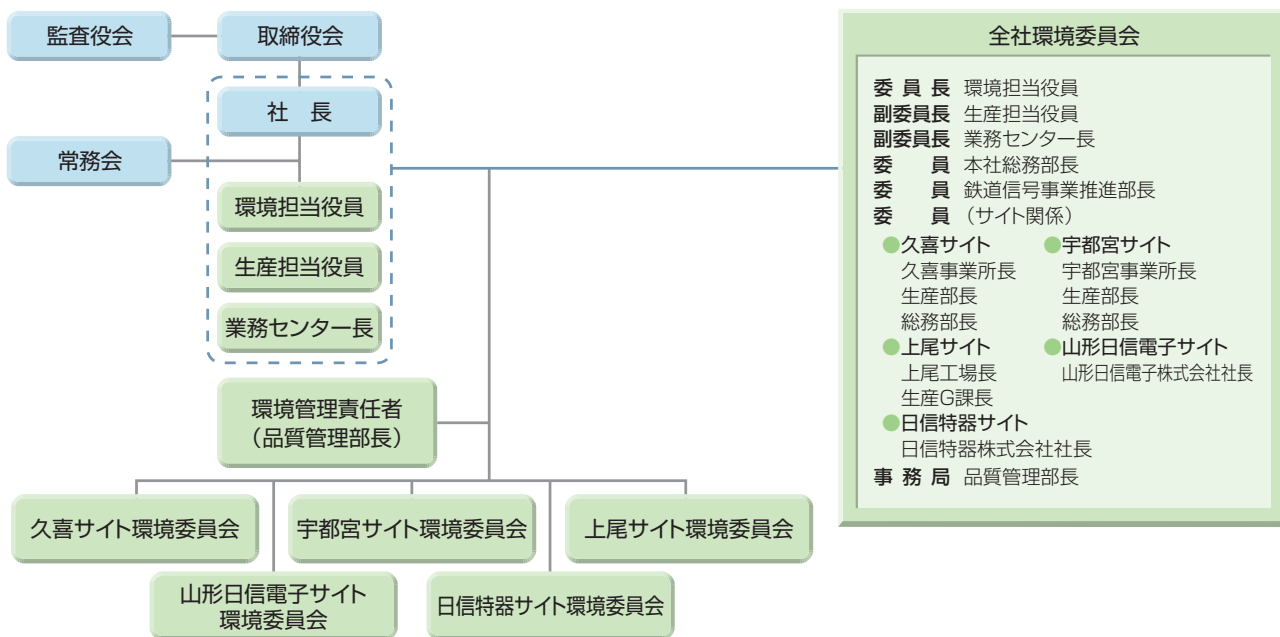 監査役会
取締役会
社　長
常務会
環境担当役員
生産担当役員
業務センター長
環境管理責任者
（品質管理部長）
久喜サイト環境委員会
宇都宮サイト環境委員会
上尾サイト環境委員会
山形日信電子サイト
環境委員会
日信特器サイト環境委員会
全社環境委員会
委員長 環境担当役員
副委員長 生産担当役員
副委員長 業務センター長
委　員 本社総務部長
委　員 鉄道信号事業推進部長
委　員 （サイト関係）
●久喜サイト
久喜事業所長
生産部長
総務部長
●宇都宮サイト
宇都宮事業所長
生産部長
総務部長
●上尾サイト
上尾工場長
生産G課長
●山形日信電子サイト
山形日信電子株式会社社長
●日信特器サイト
日信特器株式会社社長
事務局 品質管理部長